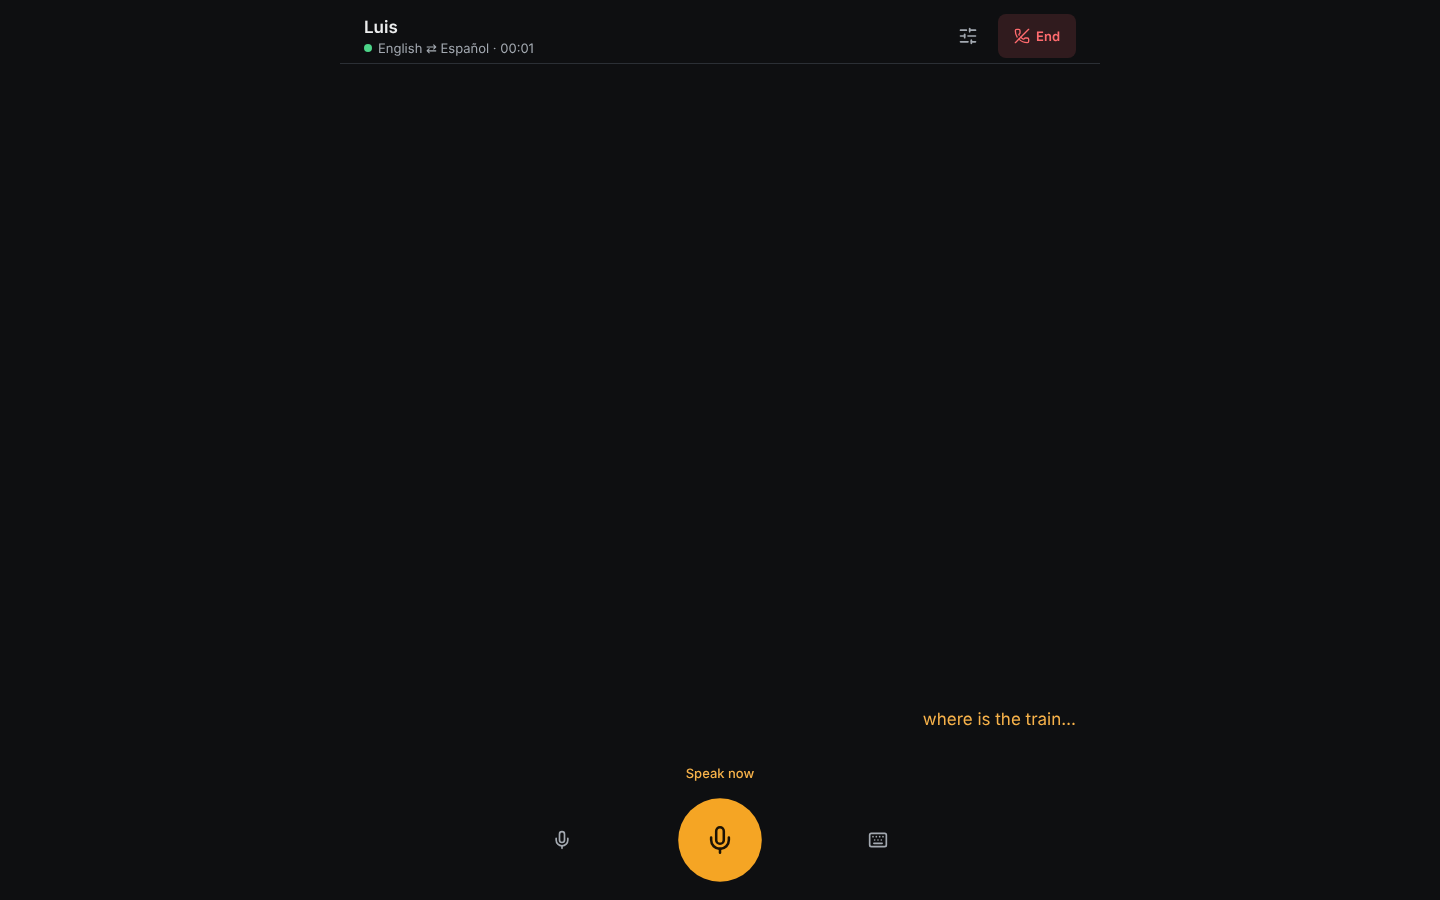 Luis
English ⇄ Español · 00:01
End
where is the train...
Speak now